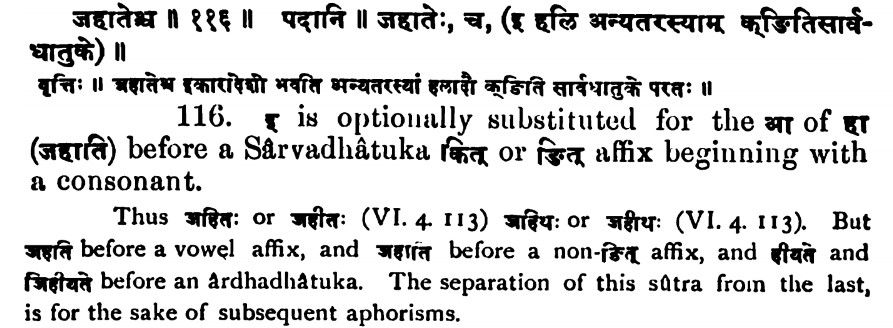 जहातेश्च ॥ ११६ ॥ पदानि ॥ जहातेः, च, (इ हलि अन्यतरस्याम् क्ङितिसार्व-
धातुके) ॥
वृत्तिः ॥ जहातेश्च इकारादेशो भवति अन्यतरस्यां हलादौ क्ङिति सार्वधातुके परतः ॥
116. इ is optionally substituted for the आ of हा
(जहाति) before a Sârvadhâtuka कित् or ङित् affix beginning with
a consonant.
Thus जहितः or जहीतः (VI. 4. 113) जहिथः or जहीथः (VI. 4. 113). But
जहति before a vowel affix, and जहाति before a non-ङित् affix, and हीयते and
जेहीयते before an ârdhadhâtuka. The separation of this sûtra from the last,
is for the sake of subsequent aphorisms.